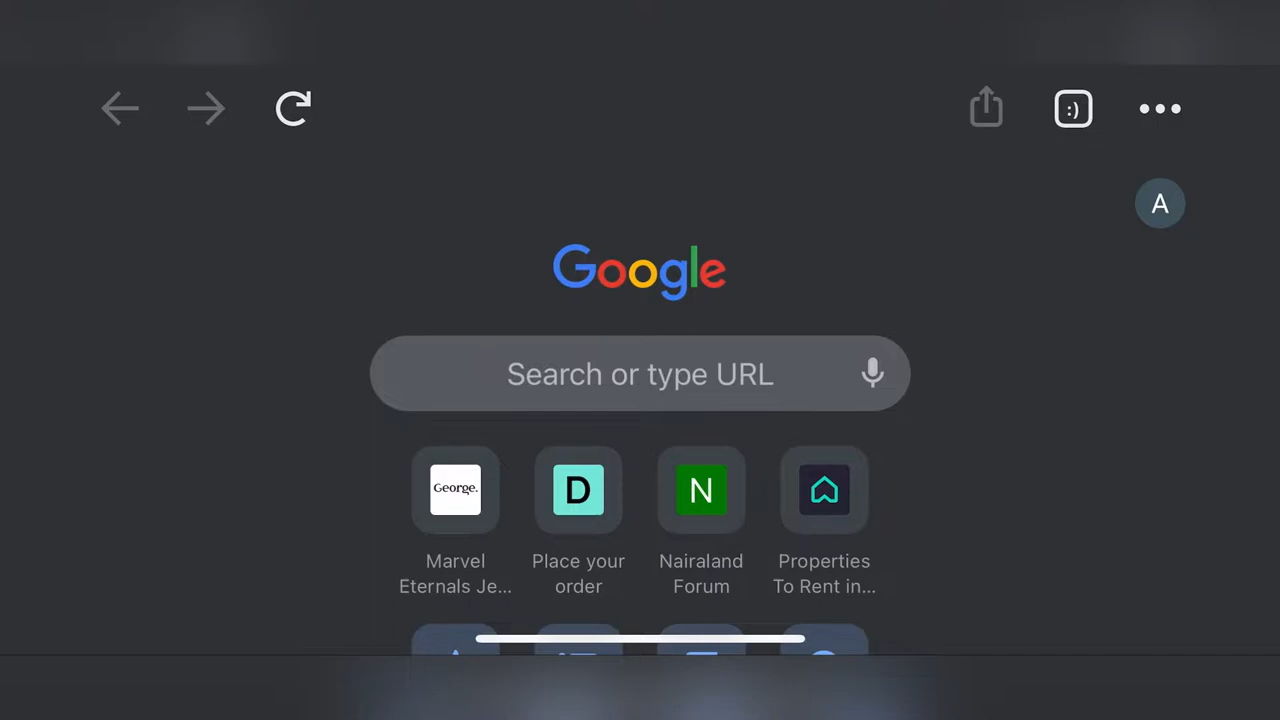 :)
A
Google
Search or type URL
George.
D
N
Marvel
Eternals Je...
Place your
order
Nairaland
Forum
Properties
To Rent in...